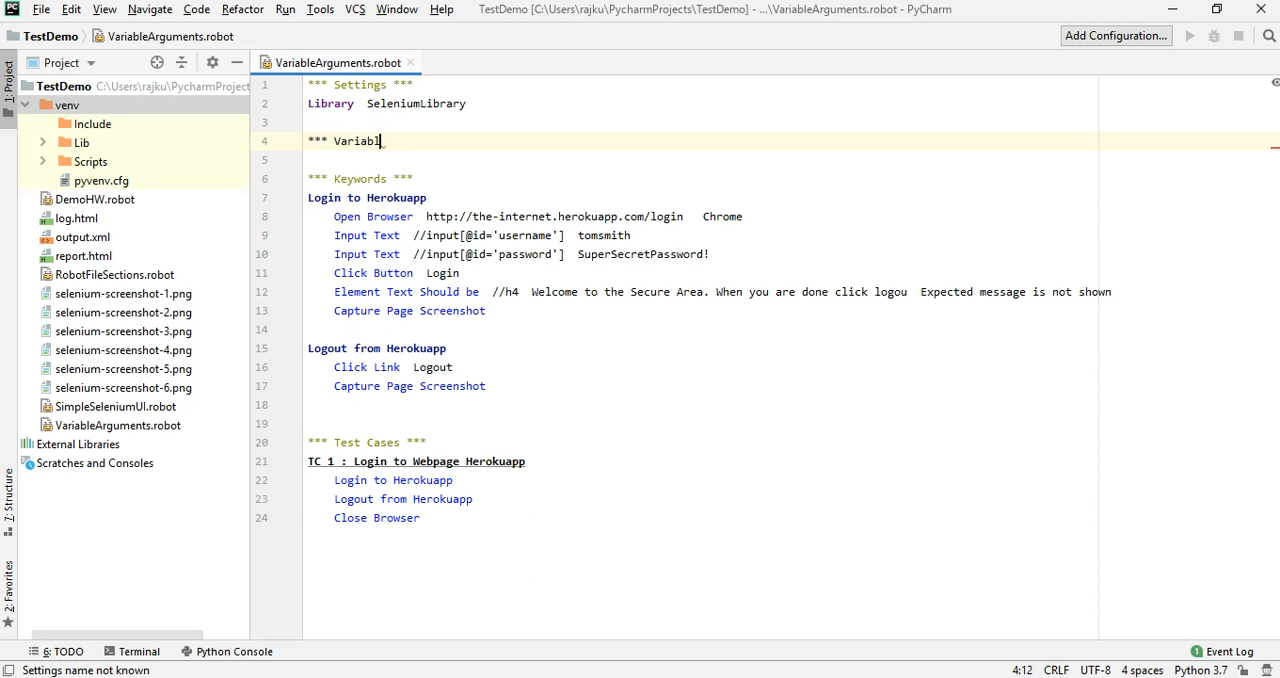 File Edit View Navigate Code Refactor Run Tools VCS Window Help TestDemo [C:\Users\rajku\PycharmProjects\TestDemo] - ...\VariableArguments.robot - PyCharm
TestDemo VariableArguments.robot Add Configuration...
1: Project
Project
VariableArguments.robot
TestDemo C:\Users\rajku\PycharmProject
venv
Include
Lib
Scripts
pyvenv.cfg
DemoHW.robot
log.html
output.xml
report.html
RobotFileSections.robot
selenium-screenshot-1.png
selenium-screenshot-2.png
selenium-screenshot-3.png
selenium-screenshot-4.png
selenium-screenshot-5.png
selenium-screenshot-6.png
SimpleSeleniumUI.robot
VariableArguments.robot
External Libraries
Scratches and Consoles
7: Structure
2: Favorites
1 *** Settings ***
2 Library SeleniumLibrary
3
4 *** Variabl
5
6 *** Keywords ***
7 Login to Herokuapp
8 Open Browser http://the-internet.herokuapp.com/login Chrome
9 Input Text //input[@id='username'] tomsmith
10 Input Text //input[@id='password'] SuperSecretPassword!
11 Click Button Login
12 Element Text Should be //h4 Welcome to the Secure Area. When you are done click logou Expected message is not shown
13 Capture Page Screenshot
14
15 Logout from Herokuapp
16 Click Link Logout
17 Capture Page Screenshot
18
19
20 *** Test Cases ***
21 TC 1 : Login to Webpage Herokuapp
22 Login to Herokuapp
23 Logout from Herokuapp
24 Close Browser
6: TODO Terminal Python Console 1 Event Log
Settings name not known 4:12 CRLF UTF-8 4 spaces Python 3.7